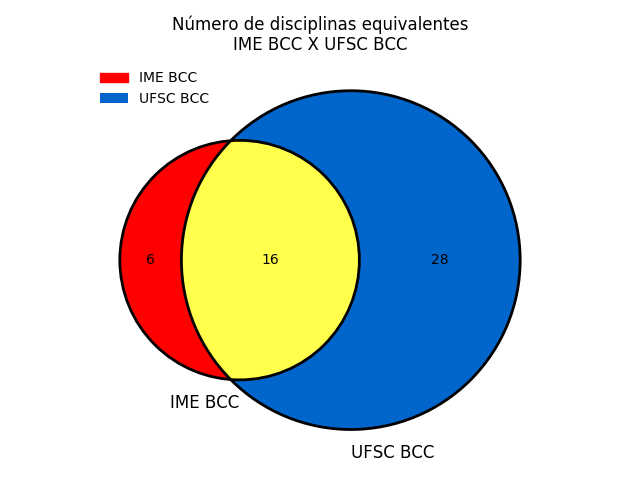 Número de disciplinas equivalentes
IME BCC X UFSC BCC
IME BCC
UFSC BCC
6
16
28
IME BCC
UFSC BCC